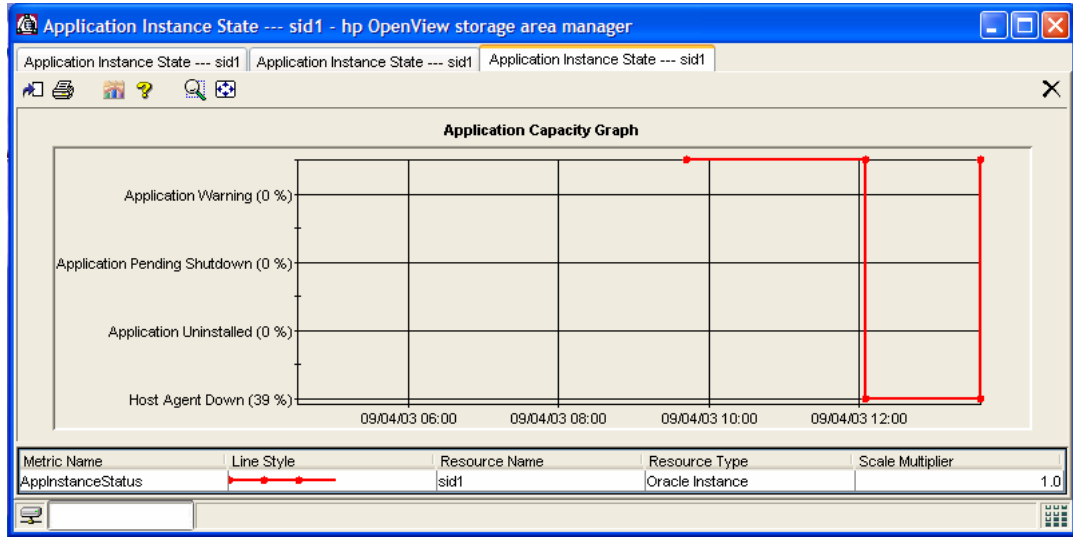 Application Instance State --- sid1 - hp OpenView storage area manager
Application Instance State --- sid1
Application Instance State --- sid1
Application Instance State --- sid1
Application Capacity Graph
Application Warning (0 %)
Application Pending Shutdown (0 %)
Application Uninstalled (0 %)
Host Agent Down (39 %)
09/04/03 06:00
09/04/03 08:00
09/04/03 10:00
09/04/03 12:00
Metric Name Line Style Resource Name Resource Type Scale Multiplier
AppInstanceStatus sid1 Oracle Instance 1.0